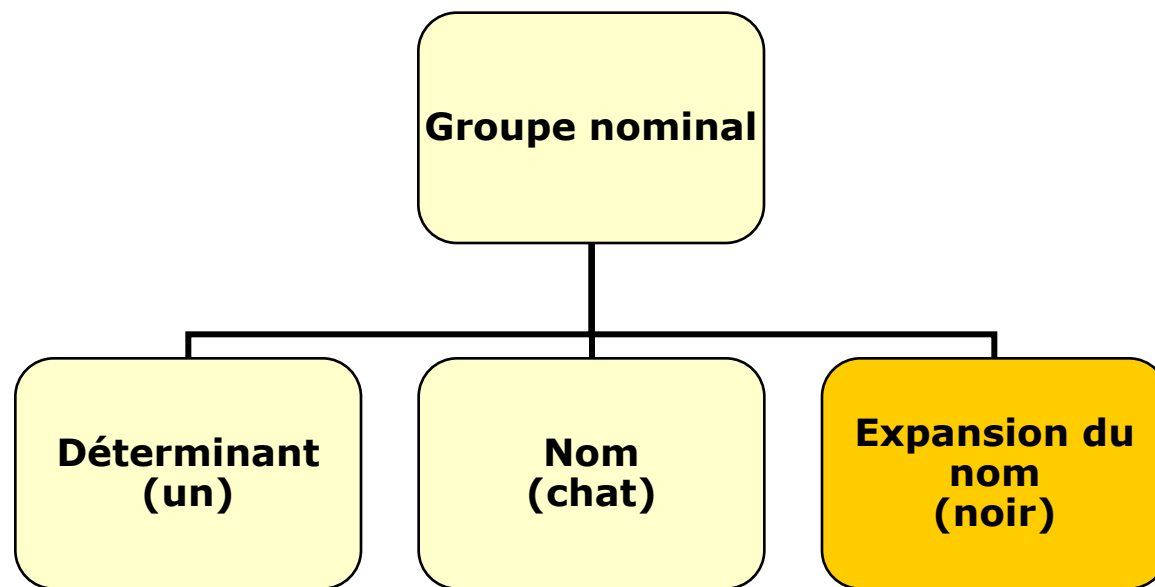 Groupe nominal
Déterminant
(un)
Nom
(chat)
Expansion du
nom
(noir)